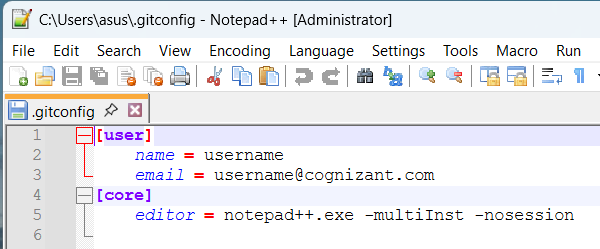 C:\Users\asus\.gitconfig - Notepad++ [Administrator]
File Edit Search View Encoding Language Settings Tools Macro Run
.gitconfig
1 [user]
2 name = username
3 email = username@cognizant.com
4 [core]
5 editor = notepad++.exe -multiInst -nosession
6